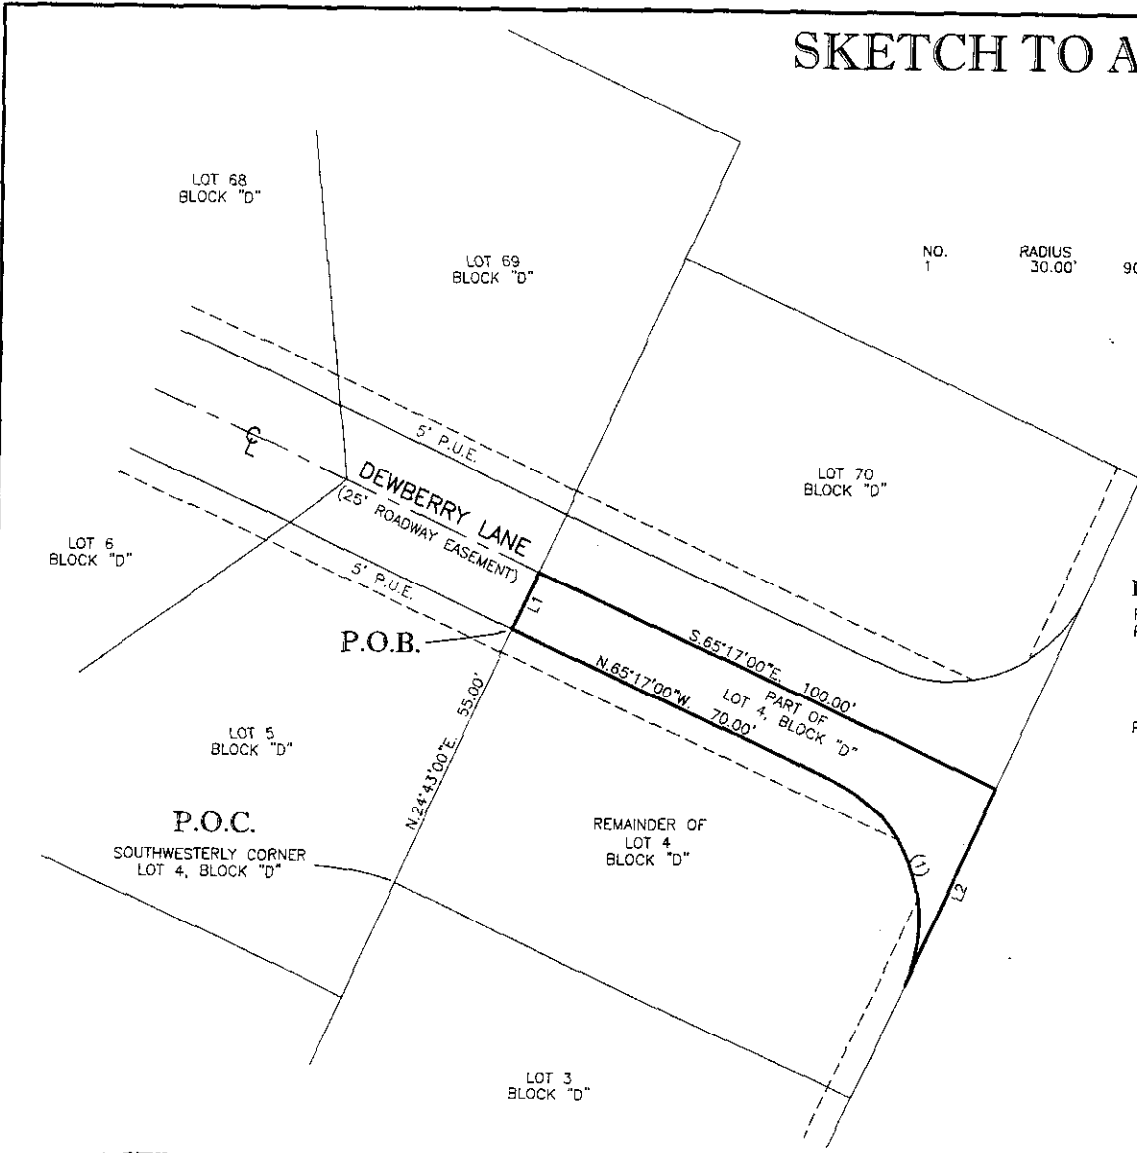 SKETCH TO A
LOT 68
BLOCK "D"
LOT 69
BLOCK "D"
NO. RADIUS
1 30.00' 90
5' P.U.E.
℄
DEWBERRY LANE
(25' ROADWAY EASEMENT)
LOT 70
BLOCK "D"
LOT 6
BLOCK "D"
5' P.U.E.
L1
P.O.B.
S.65°17'00"E. 100.00'
N.65°17'00"W. 70.00'
PART OF
LOT 4, BLOCK "D"
N.24°43'00"E. 55.00'
LOT 5
BLOCK "D"
P.O.C.
SOUTHWESTERLY CORNER
LOT 4, BLOCK "D"
REMAINDER OF
LOT 4
BLOCK "D"
(1)
L2
LOT 3
BLOCK "D"